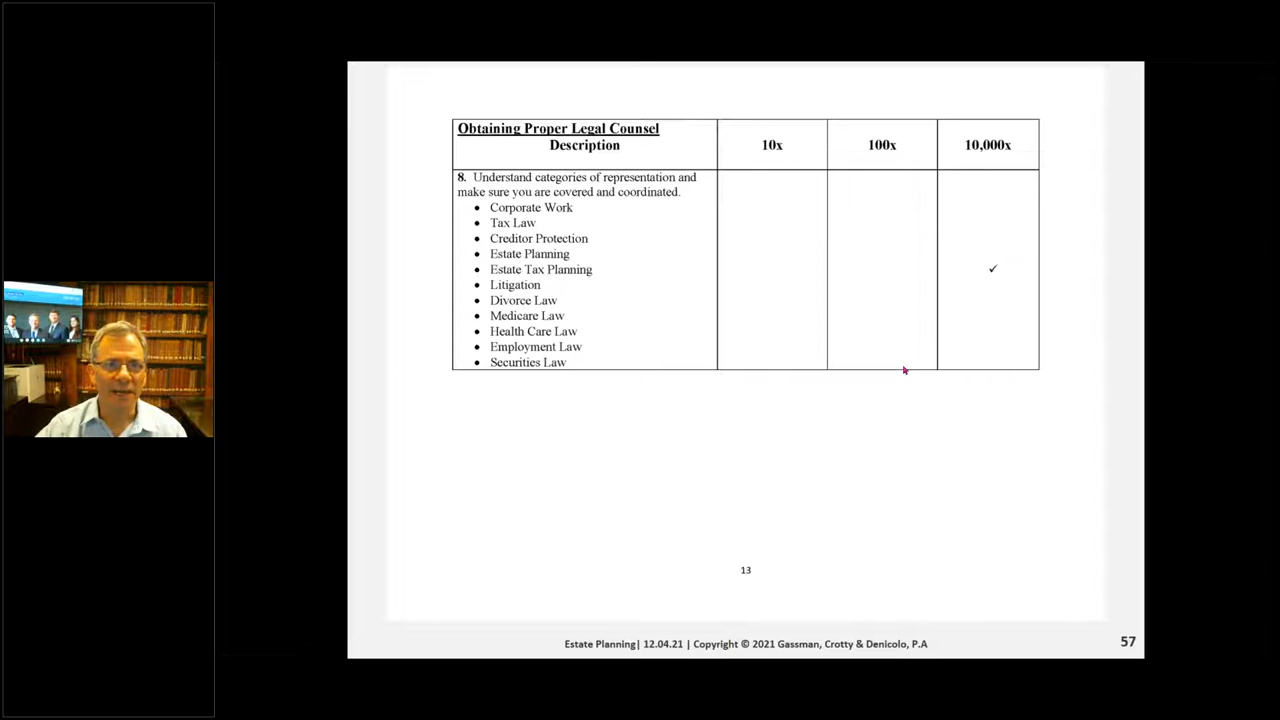 Obtaining Proper Legal Counsel
Description
10x
100x
10,000x
8. Understand categories of representation and
make sure you are covered and coordinated.
• Corporate Work
• Tax Law
• Creditor Protection
• Estate Planning
• Estate Tax Planning
✓
• Litigation
• Divorce Law
• Medicare Law
• Health Care Law
• Employment Law
• Securities Law
13
Estate Planning| 12.04.21 | Copyright © 2021 Gassman, Crotty & Denicolo, P.A
57